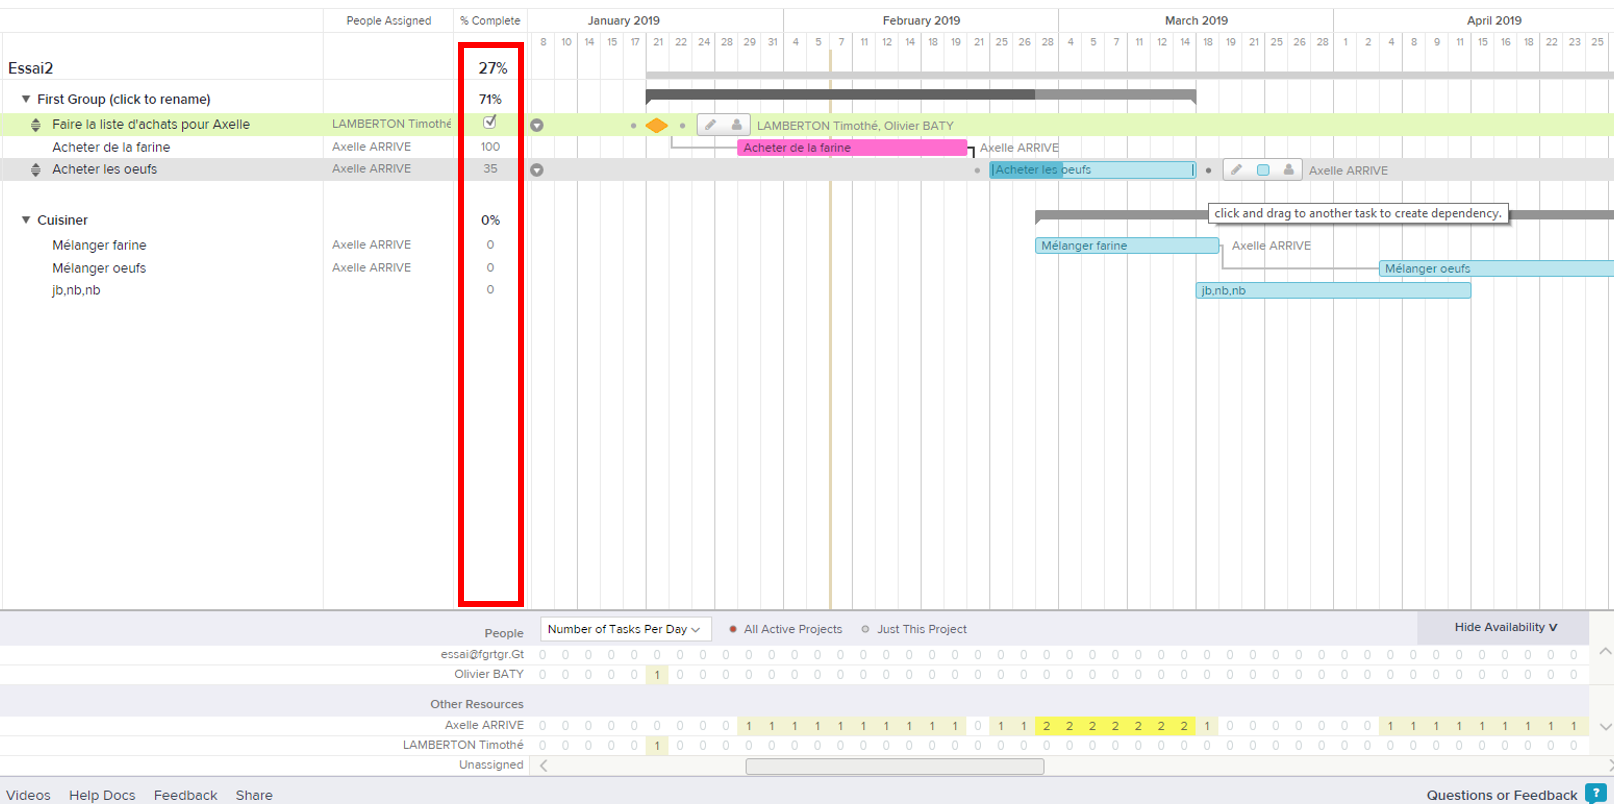 People Assigned % Complete January 2019 February 2019 March 2019 April 2019
8 10 14 15 17 21 22 24 28 29 31 4 5 7 11 12 14 18 19 21 25 26 28 4 5 7 11 12 14 18 19 21 25 26 28 1 2 4 8 9 11 15 16 18 22 23 25
Essai2 27%
First Group (click to rename) 71%
Faire la liste d'achats pour Axelle LAMBERTON Timothé LAMBERTON Timothé, Olivier BATY
Acheter de la farine Axelle ARRIVE 100 Acheter de la farine Axelle ARRIVE
Acheter les oeufs Axelle ARRIVE 35 Acheter les oeufs Axelle ARRIVE
click and drag to another task to create dependency.
Cuisiner 0%
Mélanger farine Axelle ARRIVE 0 Mélanger farine Axelle ARRIVE
Mélanger oeufs Axelle ARRIVE 0 Mélanger oeufs
jb,nb,nb 0 jb,nb,nb
People Number of Tasks Per Day All Active Projects Just This Project Hide Availability V
essai@fgrtgr.Gt 0 0 0 0 0 0 0 0 0 0 0 0 0 0 0 0 0 0 0 0 0 0 0 0 0 0 0 0 0 0 0 0 0 0 0 0 0 0 0 0 0 0 0 0 0 0
Olivier BATY 0 0 0 0 0 1 0 0 0 0 0 0 0 0 0 0 0 0 0 0 0 0 0 0 0 0 0 0 0 0 0 0 0 0 0 0 0 0 0 0 0 0 0 0 0 0
Other Resources
Axelle ARRIVE 0 0 0 0 0 0 0 0 0 1 1 1 1 1 1 1 1 1 1 0 1 1 2 2 2 2 2 2 2 1 0 0 0 0 0 0 0 1 1 1 1 1 1 1 1 1
LAMBERTON Timothé 0 0 0 0 0 1 0 0 0 0 0 0 0 0 0 0 0 0 0 0 0 0 0 0 0 0 0 0 0 0 0 0 0 0 0 0 0 0 0 0 0 0 0 0 0 0
Unassigned
Videos Help Docs Feedback Share Questions or Feedback ?